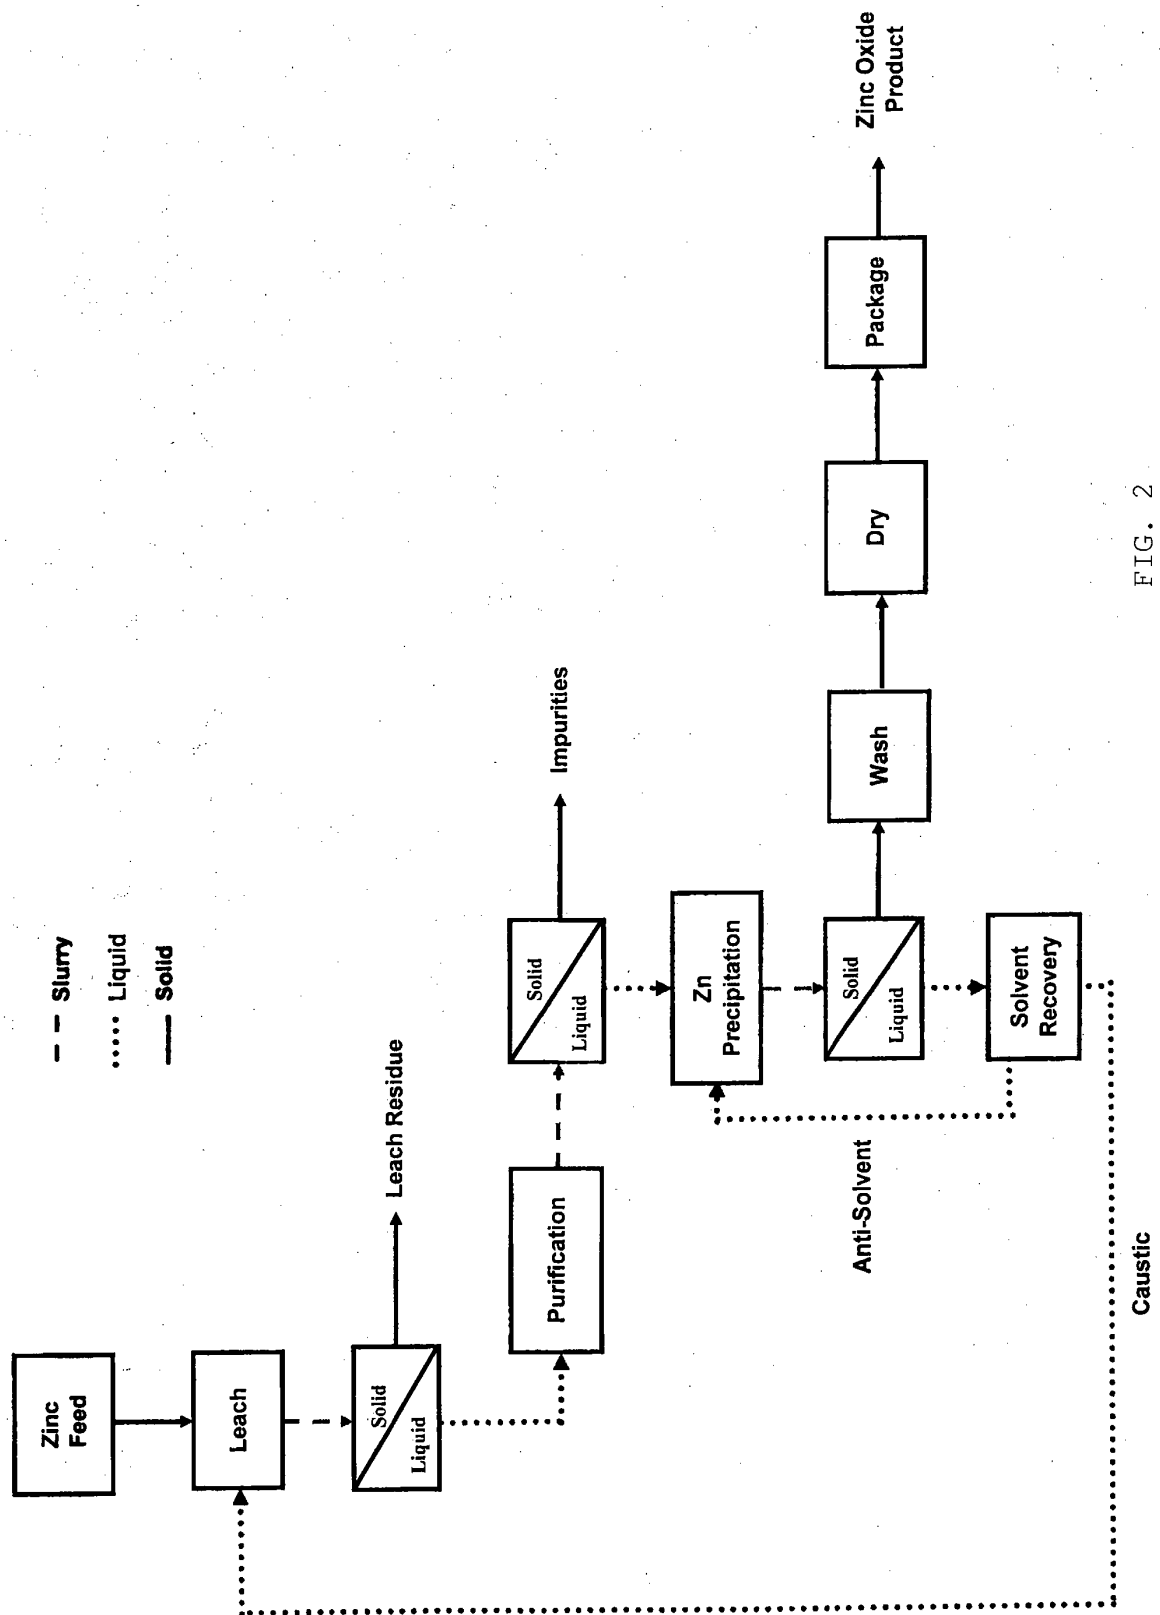 Zinc
Feed
Leach
Solid
Liquid
Leach Residue
Purification
Solid
Liquid
Impurities
Zn
Precipitation
Solid
Liquid
Solvent
Recovery
Anti-Solvent
Caustic
Wash
Dry
Package
Zinc Oxide
Product
Slurry
Liquid
Solid
FIG. 2